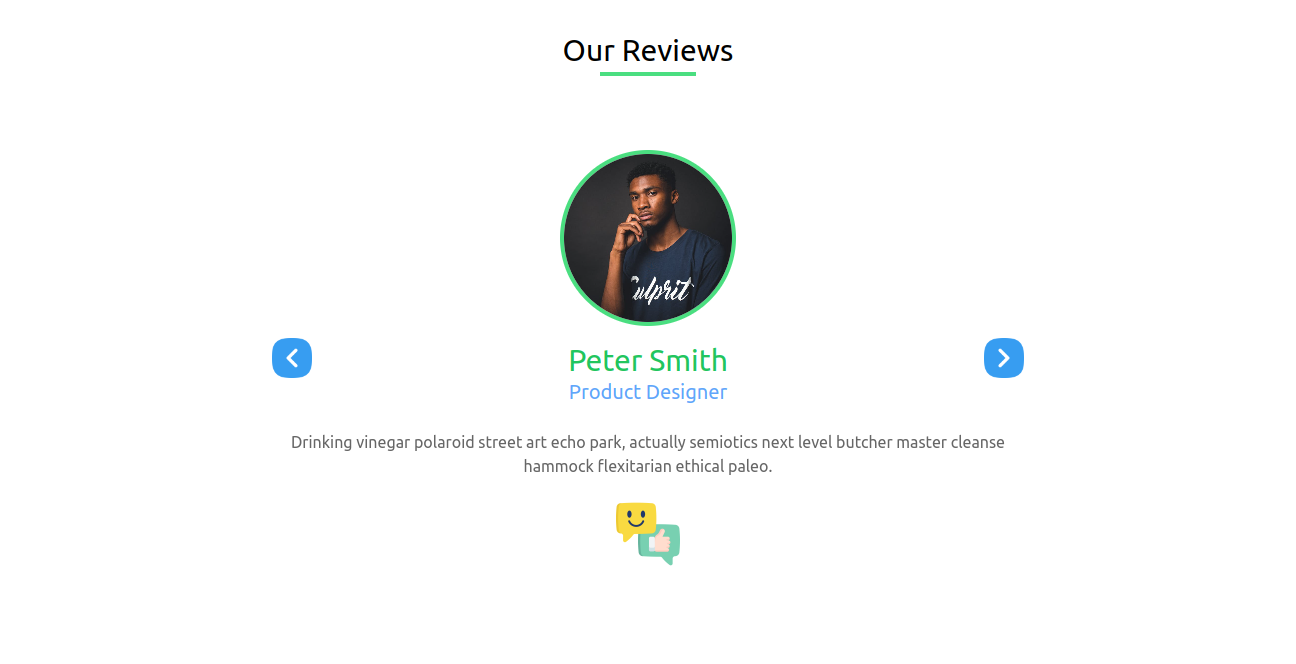 Our Reviews
Culprit
Peter Smith
Product Designer
Drinking vinegar polaroid street art echo park, actually semiotics next level butcher master cleanse
hammock flexitarian ethical paleo.